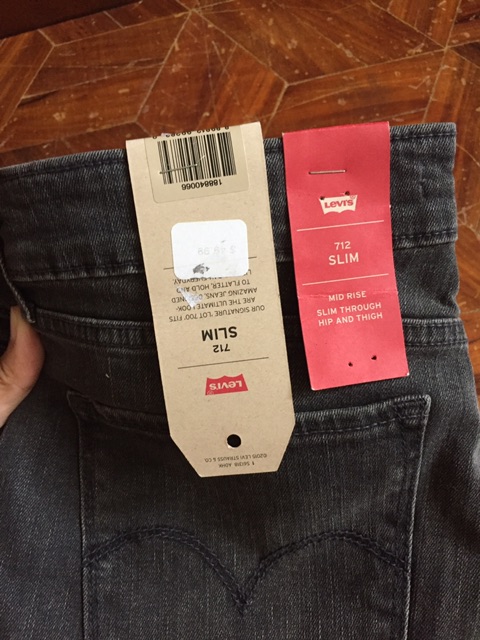 188840066
LEVI'S
712
SLIM
OUR SIGNATURE 'LOT 700' FITS
ARE THE ULTIMATE LOOK-
AMAZING JEANS, DESIGNED
TO FLATTER, HOLD AND
LEVI'S
712
SLIM
MID RISE
SLIM THROUGH
HIP AND THIGH
©2015 LEVI STRAUSS & CO.